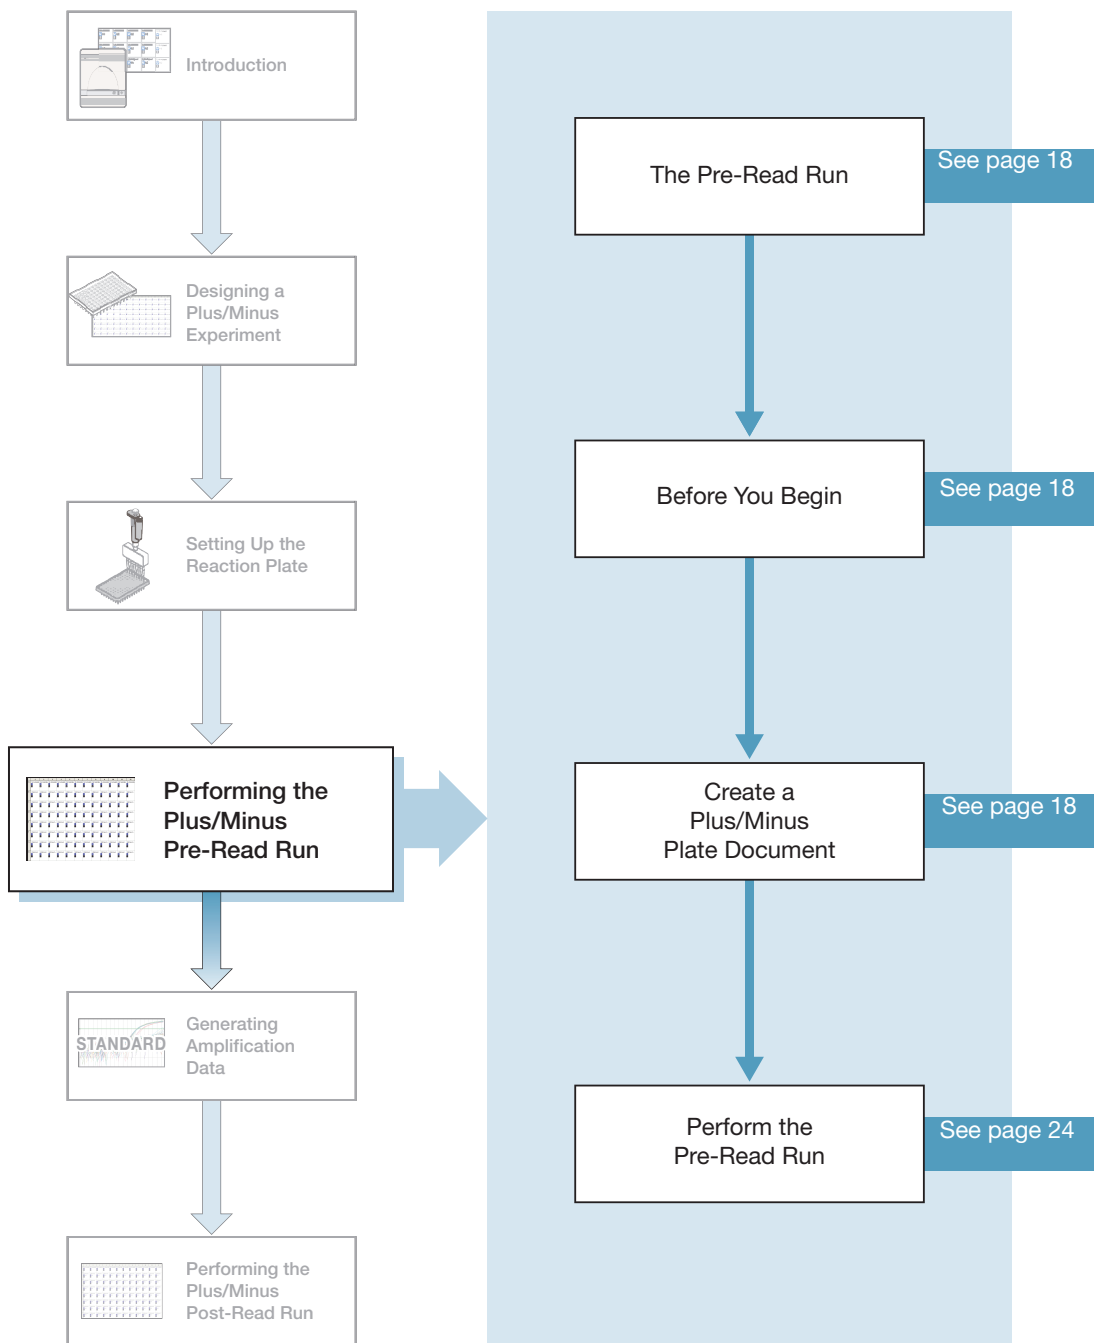 Introduction
Designing a
Plus/Minus
Experiment
Setting Up the
Reaction Plate
Performing the
Plus/Minus
Pre-Read Run
STANDARD
Generating
Amplification
Data
Performing the
Plus/Minus
Post-Read Run
The Pre-Read Run
See page 18
Before You Begin
See page 18
Create a
Plus/Minus
Plate Document
See page 18
Perform the
Pre-Read Run
See page 24